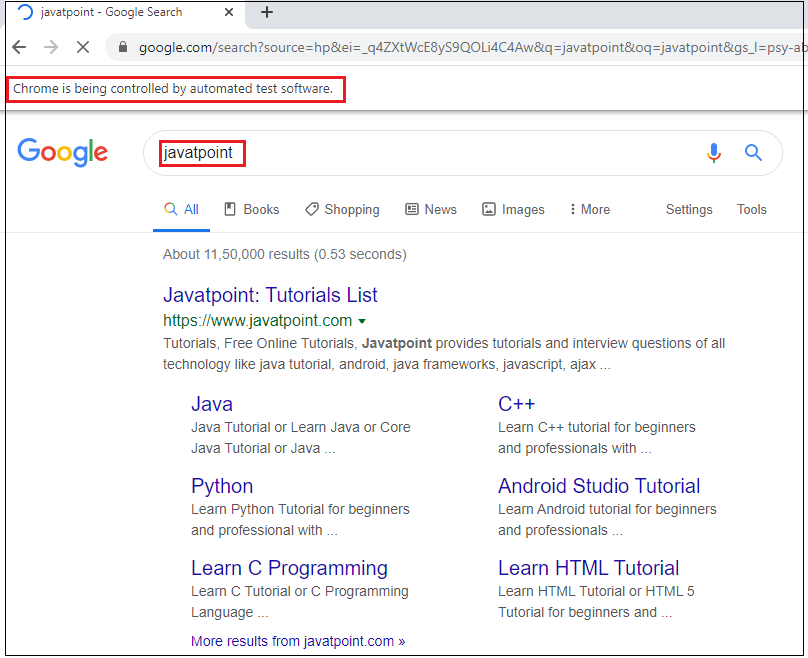 javatpoint - Google Search
google.com/search?source=hp&ei=_q4ZXtWcE8yS9QOLi4C4Aw&q=javatpoint&oq=javatpoint&gs_l=psy-ab
Chrome is being controlled by automated test software.
Google
javatpoint
All Books Shopping News Images More Settings Tools
About 11,50,000 results (0.53 seconds)
Javatpoint: Tutorials List
https://www.javatpoint.com
Tutorials, Free Online Tutorials, Javatpoint provides tutorials and interview questions of all
technology like java tutorial, android, java frameworks, javascript, ajax ...
Java
Java Tutorial or Learn Java or Core
Java Tutorial or Java ...
C++
Learn C++ tutorial for beginners
and professionals with ...
Python
Learn Python Tutorial for beginners
and professional with ...
Android Studio Tutorial
Learn Android tutorial for beginners
and professionals ...
Learn C Programming
Learn C Tutorial or C Programming
Language ...
Learn HTML Tutorial
Learn HTML Tutorial or HTML 5
Tutorial for beginners and ...
More results from javatpoint.com »